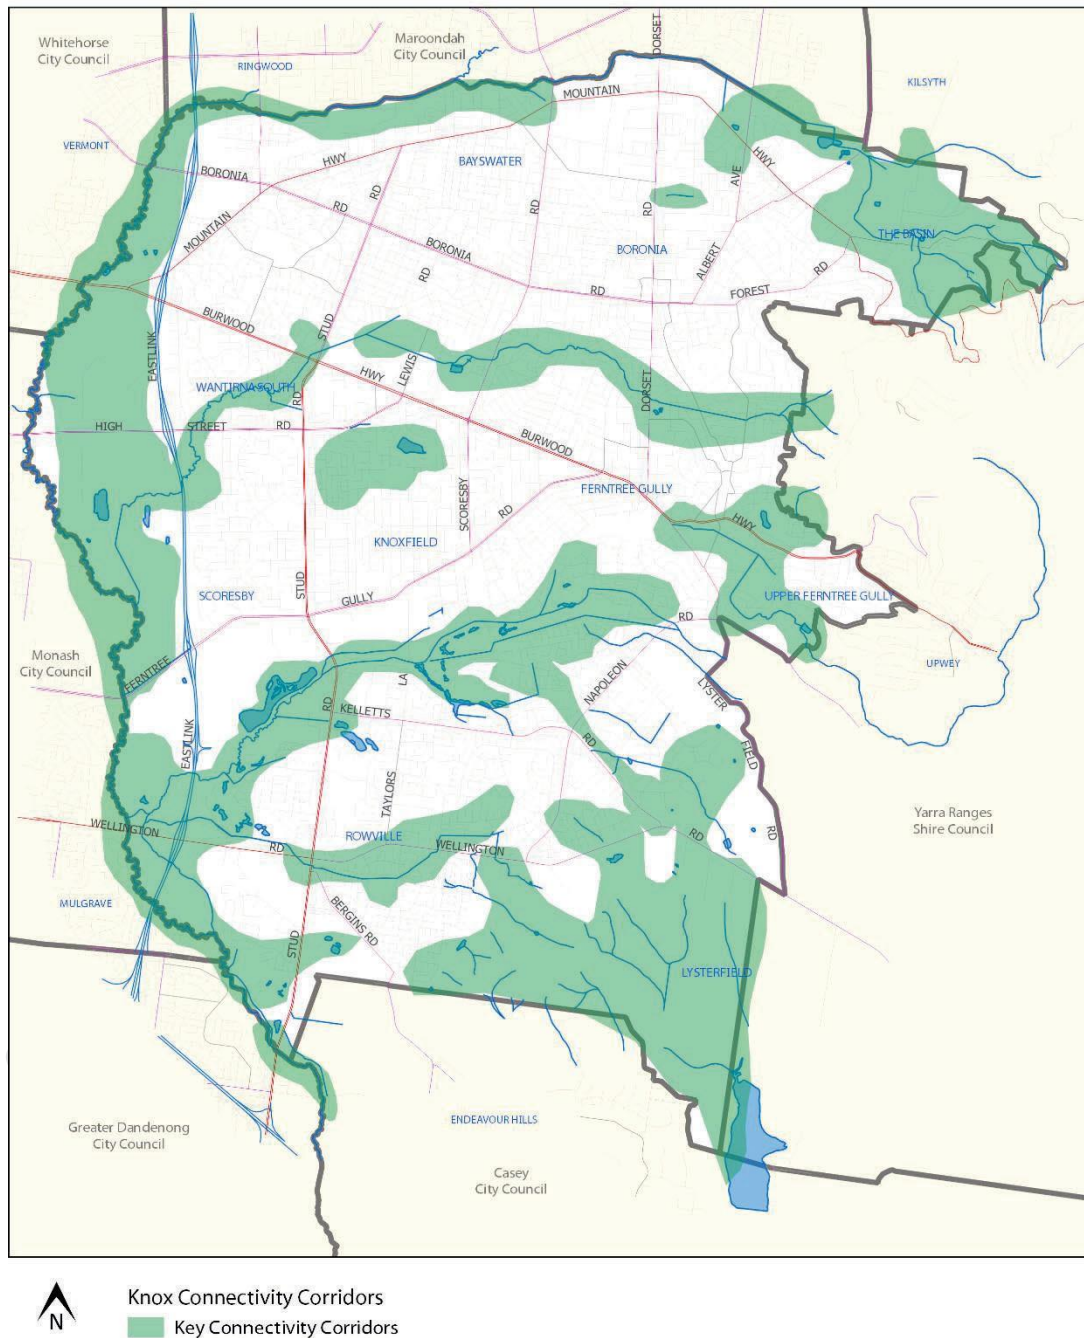 Whitehorse
City Council
Maroondah
City Council
DORSET
RINGWOOD
KILSYTH
MOUNTAIN
VERMONT
HWY
BAYSWATER
HWY
BORONIA
RD
AVE
RD
MOUNTAIN
RD
RD
THE BASIN
BORONIA
BORONIA
ALBERT
RD
RD
RD
FOREST
EASTLINK
BURWOOD
STUD
LEWIS
HWY
WANTIRNA SOUTH
RD
DORSET
HIGH
STREET
RD
BURWOOD
SCORESBY
FERNTREE GULLY
RD
HWY
KNOXFIELD
STUD
SCORESBY
GULLY
UPPER FERNTREE GULLY
RD
Monash
City Council
FERNTREE
UPWEY
LA
NAPOLEON
LYSTER
RD
KELLETTS
EASTLINK
RD
FIELD
TAYLORS
Yarra Ranges
Shire Council
WELLINGTON
RD
ROWVILLE
WELLINGTON
RD
RD
MULGRAVE
BERGINS RD
STUD
LYSTERFIELD
Greater Dandenong
City Council
ENDEAVOUR HILLS
Casey
City Council
N
Knox Connectivity Corridors
Key Connectivity Corridors